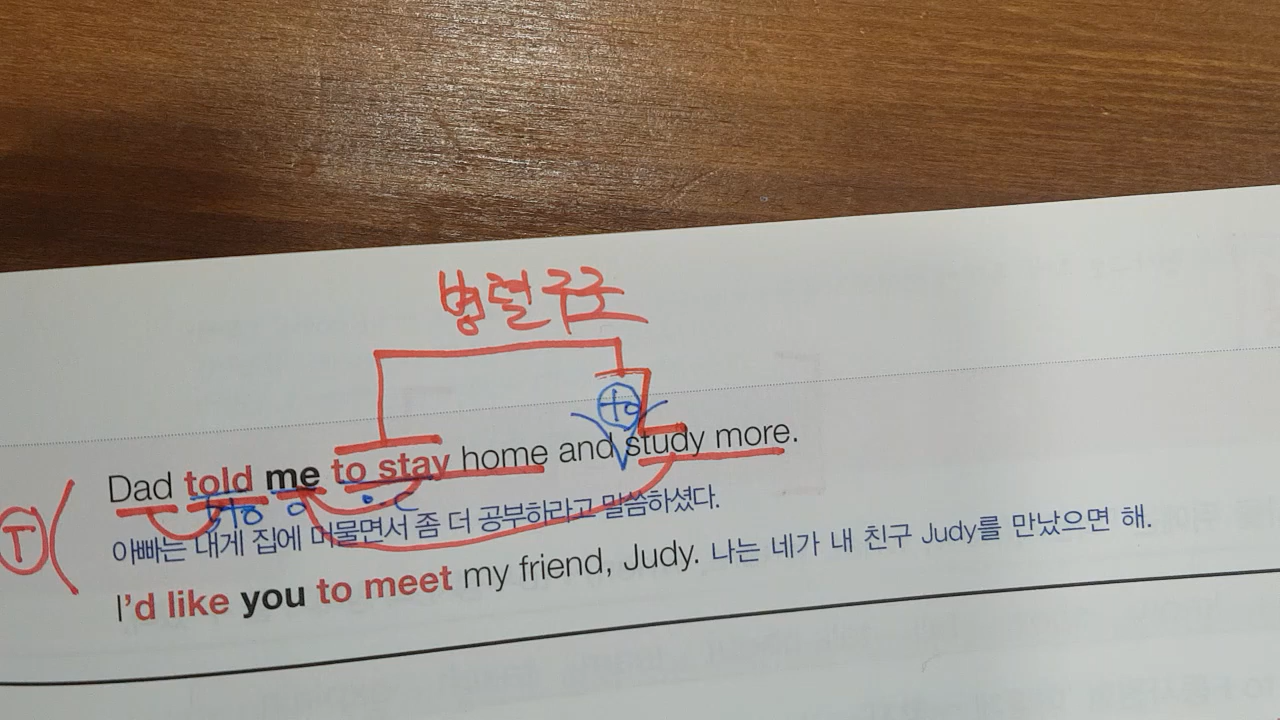 병렬구조
to
Dad told me to stay home and study more.
o o.c
아빠는 내게 집에 머물면서 좀 더 공부하라고 말씀하셨다.
T
I'd like you to meet my friend, Judy. 나는 네가 내 친구 Judy를 만났으면 해.